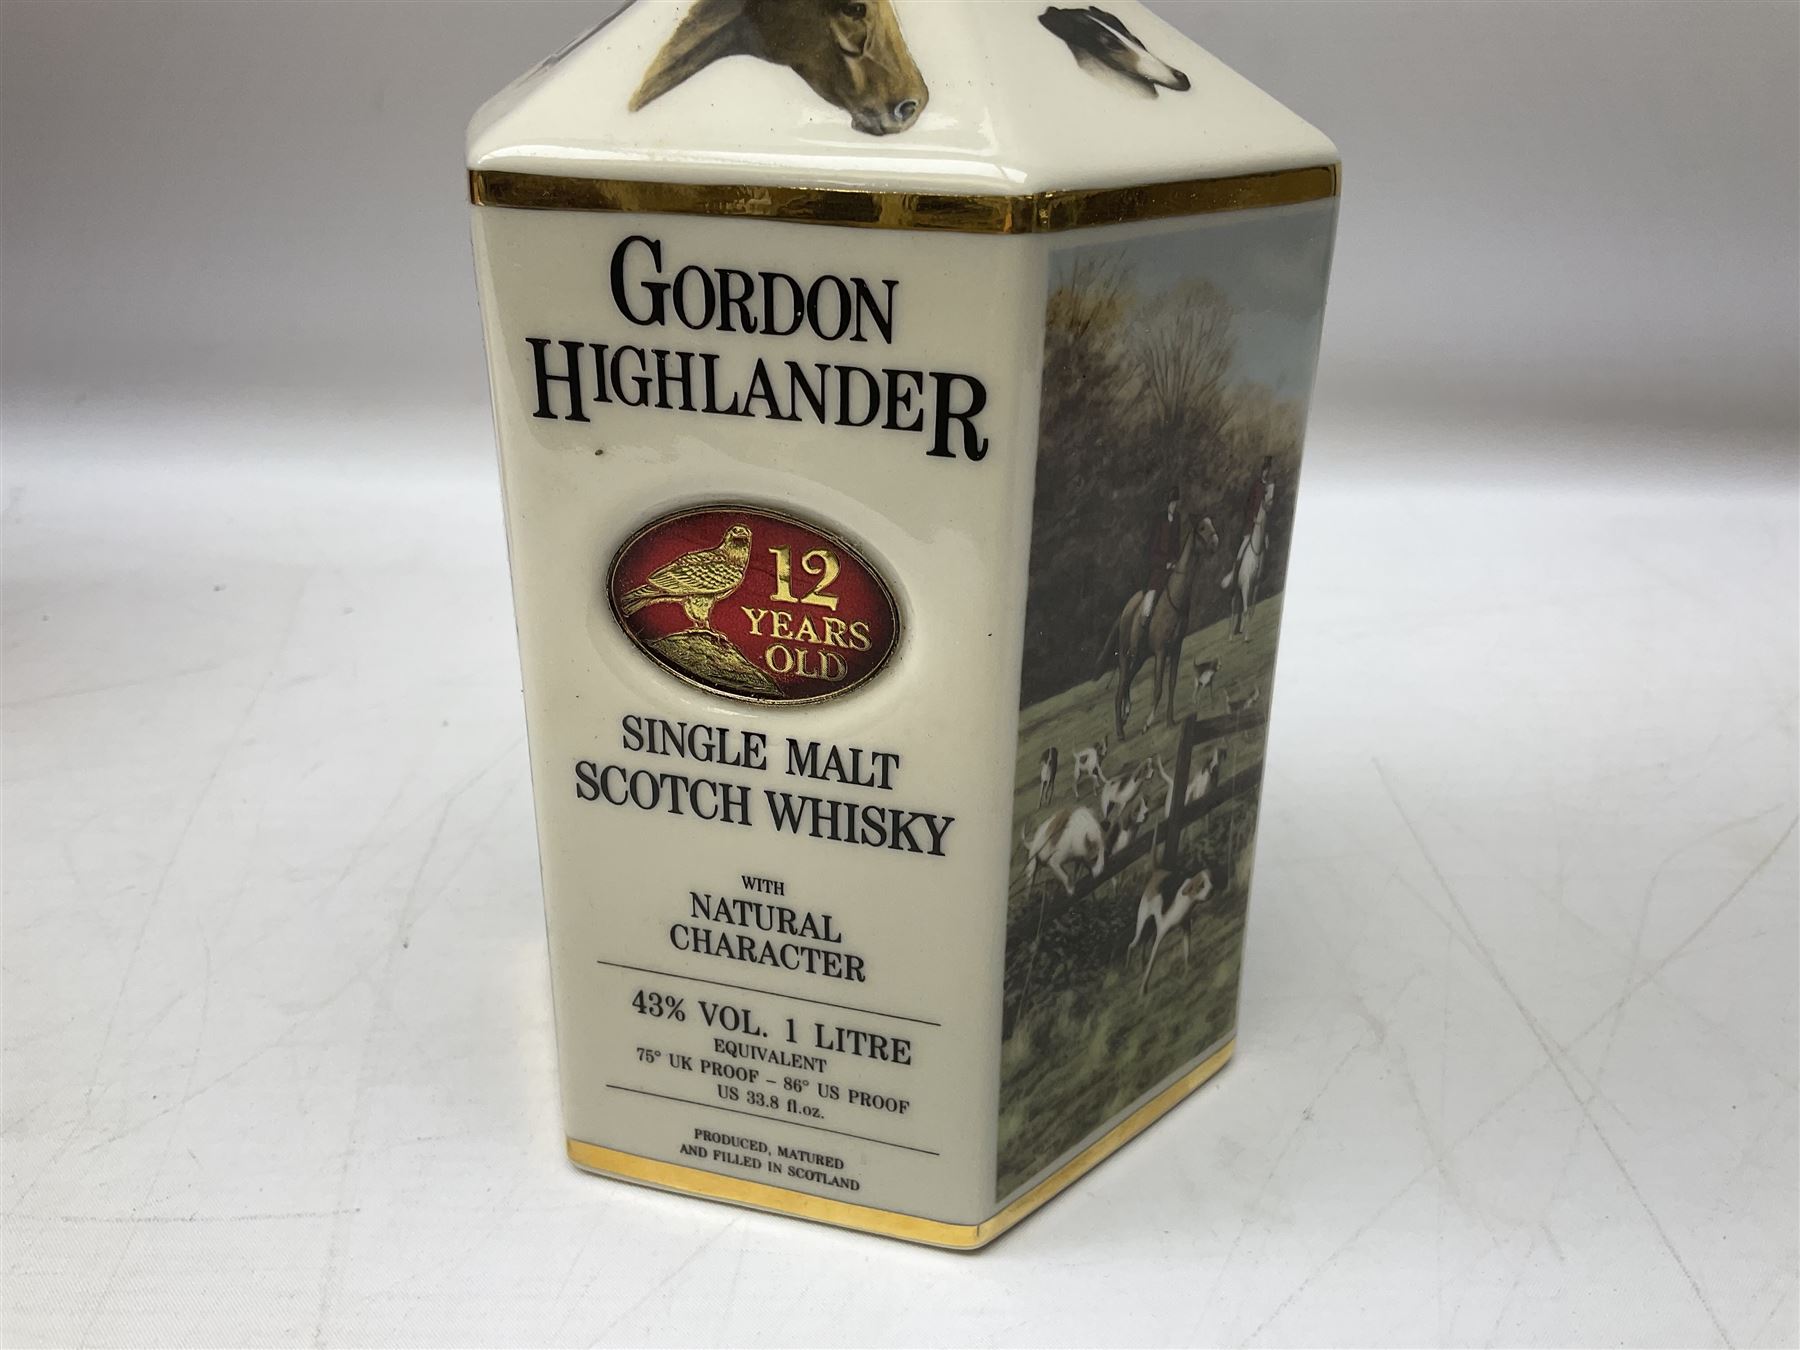 GORDON
HIGHLANDER
12
YEARS
OLD
SINGLE MALT
SCOTCH WHISKY
WITH
NATURAL
CHARACTER
43% VOL. 1 LITRE
EQUIVALENT
75° UK PROOF – 86° US PROOF
US 33.8 fl.oz.
PRODUCED, MATURED
AND FILLED IN SCOTLAND